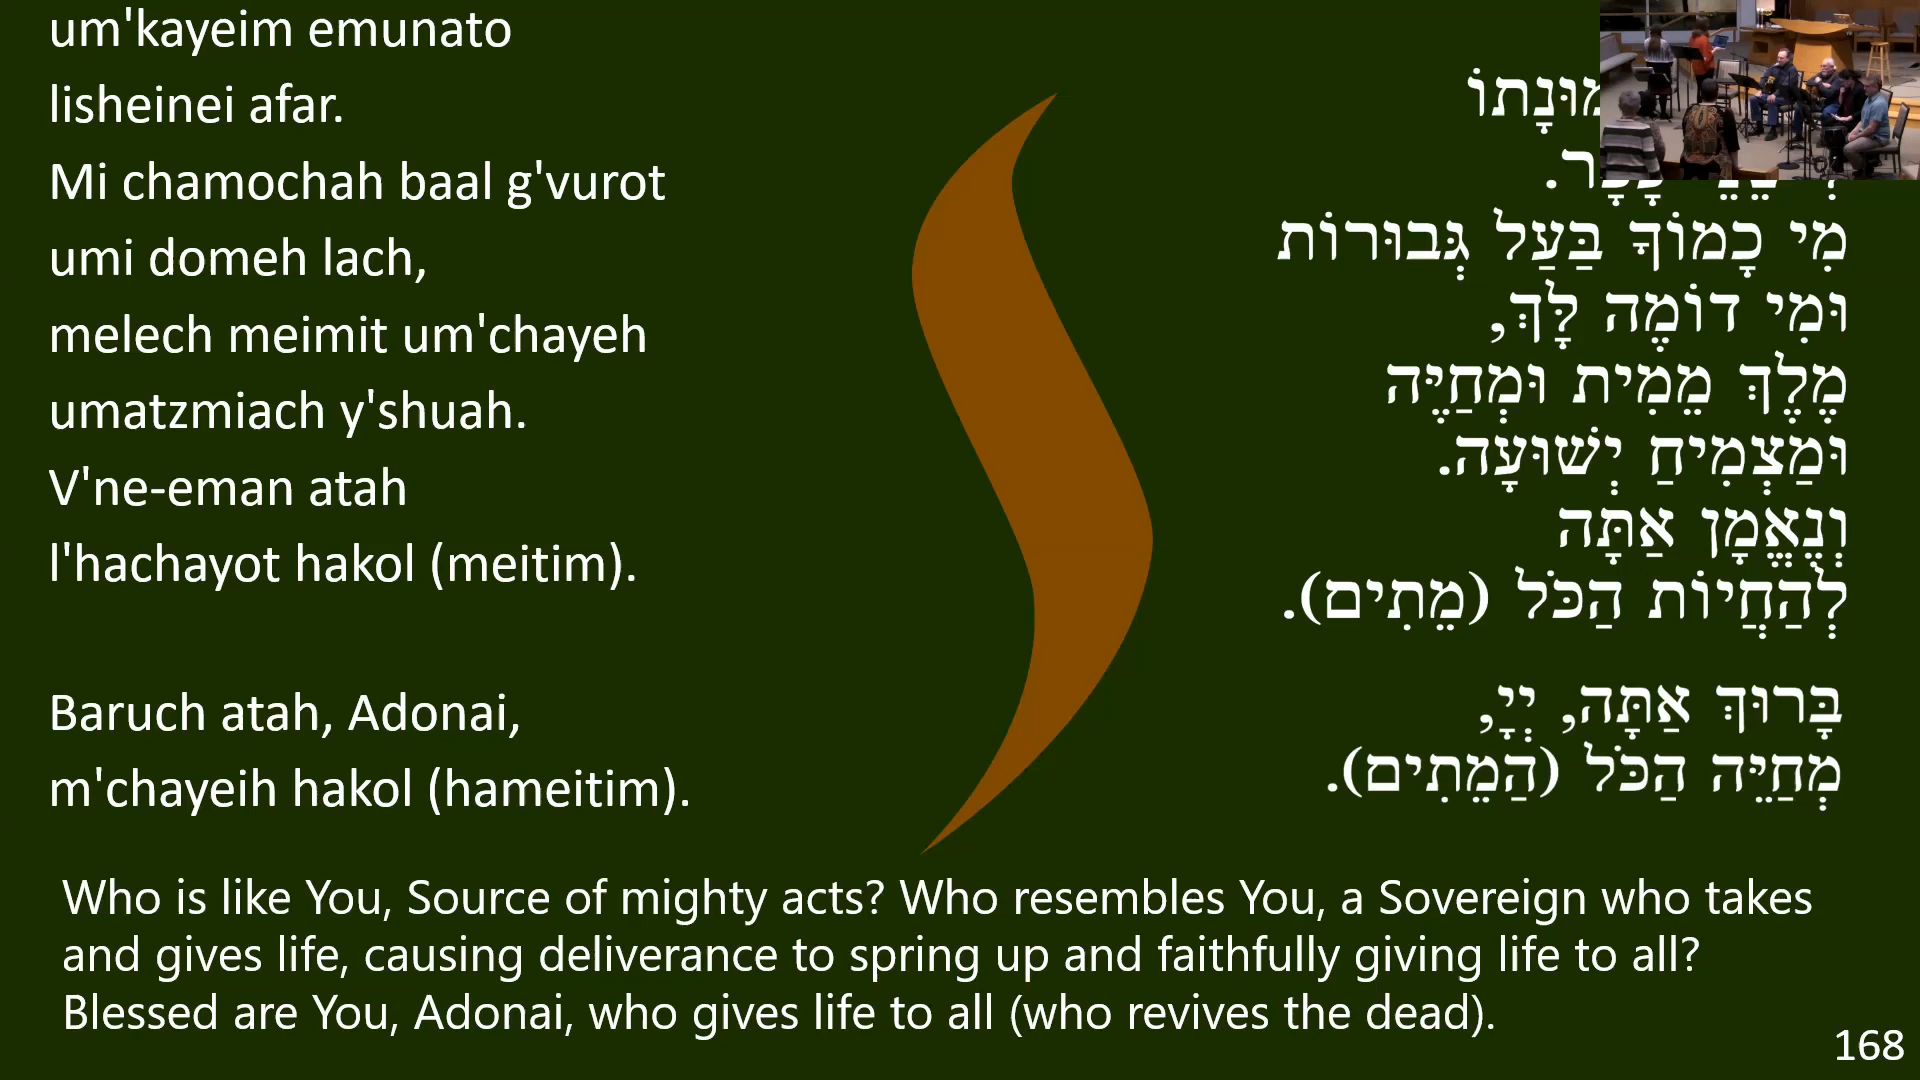 um'kayeim emunato
lisheinei afar.
Mi chamochah baal g'vurot
umi domeh lach,
melech meimit um'chayeh
umatzmiach y'shuah.
V'ne-eman atah
l'hachayot hakol (meitim).
Baruch atah, Adonai,
m'chayeih hakol (hameitim).
מִי כָמוֹךָ בַּעַל גְּבוּרוֹת
וּמִי דוֹמֶה לָּךְ,
מֶלֶךְ מֵמִית וּמְחַיֶּה
וּמַצְמִיחַ יְשׁוּעָה.
וְנֶאֱמָן אַתָּה
לְהַחֲיוֹת הַכֹּל (מֵתִים).
בָּרוּךְ אַתָּה, יְיָ,
מְחַיֵּה הַכֹּל (הַמֵּתִים).
Who is like You, Source of mighty acts? Who resembles You, a Sovereign who takes
and gives life, causing deliverance to spring up and faithfully giving life to all?
Blessed are You, Adonai, who gives life to all (who revives the dead).
168